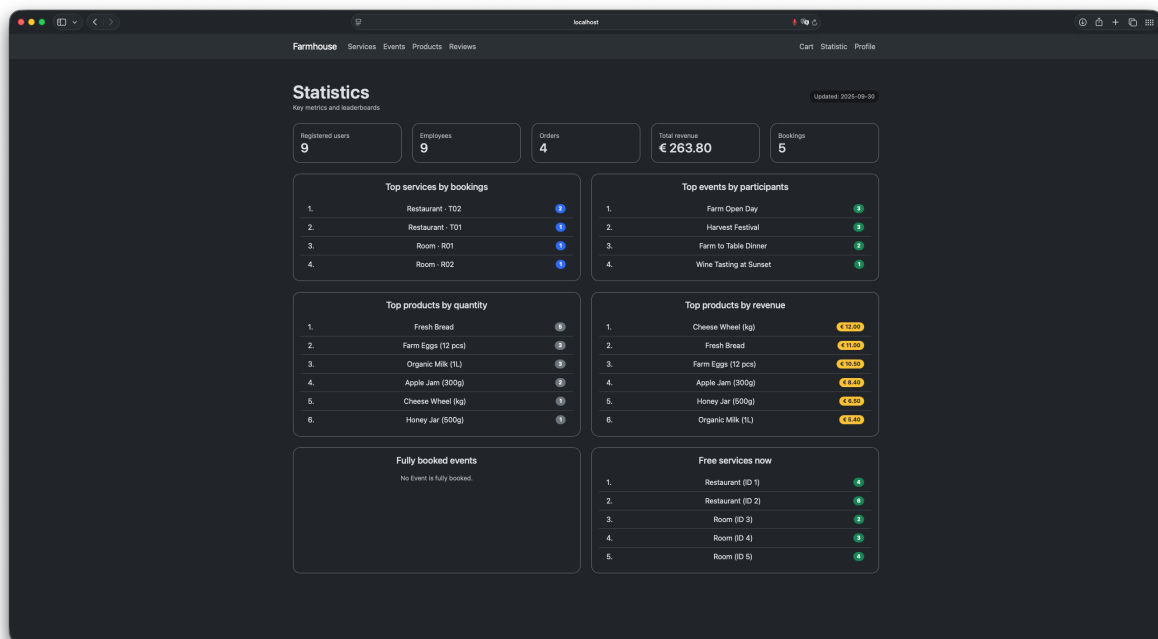 localhost
Farmhouse Services Events Products Reviews Cart Statistic Profile
Statistics
Key metrics and leaderboards
Updated: 2025-09-30
Registered users
9
Employees
9
Orders
4
Total revenue
€ 263.80
Bookings
5
Top services by bookings
1. Restaurant · T02 2
2. Restaurant · T01 1
3. Room · R01 1
4. Room · R02 1
Top events by participants
1. Farm Open Day 3
2. Harvest Festival 3
3. Farm to Table Dinner 2
4. Wine Tasting at Sunset 1
Top products by quantity
1. Fresh Bread 5
2. Farm Eggs (12 pcs) 3
3. Organic Milk (1L) 3
4. Apple Jam (300g) 2
5. Cheese Wheel (kg) 1
6. Honey Jar (500g) 1
Top products by revenue
1. Cheese Wheel (kg) € 12.00
2. Fresh Bread € 11.00
3. Farm Eggs (12 pcs) € 10.50
4. Apple Jam (300g) € 8.40
5. Honey Jar (500g) € 6.50
6. Organic Milk (1L) € 5.40
Fully booked events
No Event is fully booked.
Free services now
1. Restaurant (ID 1) 4
2. Restaurant (ID 2) 6
3. Room (ID 3) 2
4. Room (ID 4) 3
5. Room (ID 5) 4